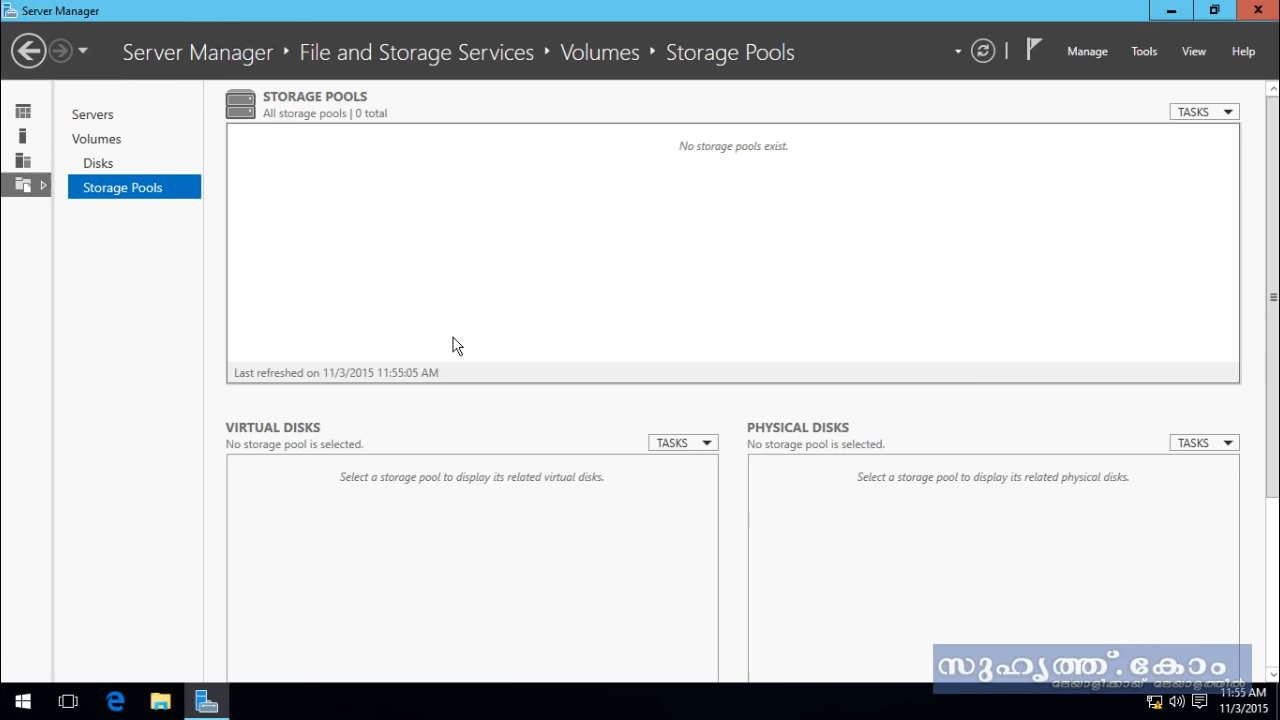 Server Manager
Server Manager ‣ File and Storage Services ‣ Volumes ‣ Storage Pools
Manage Tools View Help
Servers
Volumes
Disks
Storage Pools
STORAGE POOLS
All storage pools | 0 total
TASKS
No storage pools exist.
Last refreshed on 11/3/2015 11:55:05 AM
VIRTUAL DISKS
No storage pool is selected.
TASKS
Select a storage pool to display its related virtual disks.
PHYSICAL DISKS
No storage pool is selected.
TASKS
Select a storage pool to display its related physical disks.
സുഹൃത്ത്.കോം
മലയാളിക്കായ് മലയാളത്തിൽ
11:55 AM
11/3/2015